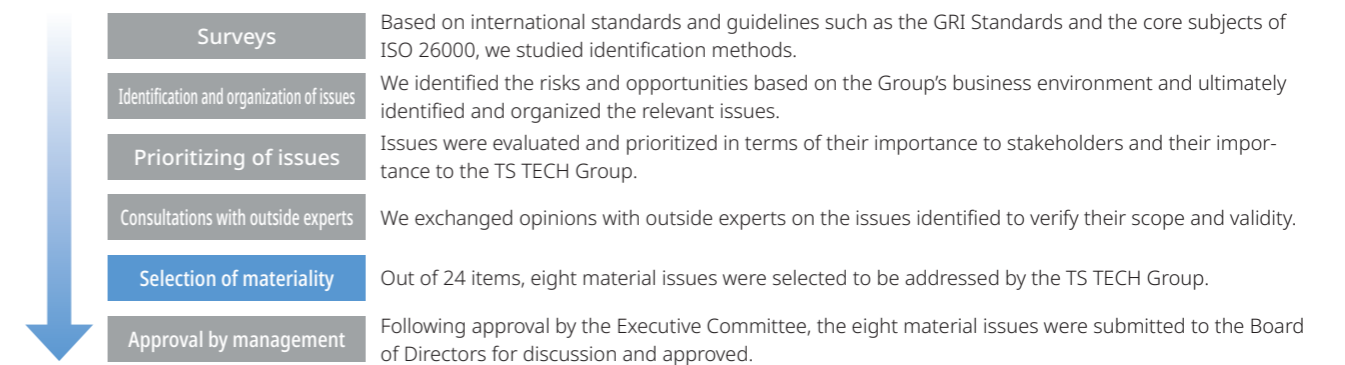 Surveys
Based on international standards and guidelines such as the GRI Standards and the core subjects of
ISO 26000, we studied identification methods.
Identification and organization of issues
We identified the risks and opportunities based on the Group’s business environment and ultimately
identified and organized the relevant issues.
Prioritizing of issues
Issues were evaluated and prioritized in terms of their importance to stakeholders and their impor-
tance to the TS TECH Group.
Consultations with outside experts
We exchanged opinions with outside experts on the issues identified to verify their scope and validity.
Selection of materiality
Out of 24 items, eight material issues were selected to be addressed by the TS TECH Group.
Approval by management
Following approval by the Executive Committee, the eight material issues were submitted to the Board
of Directors for discussion and approved.